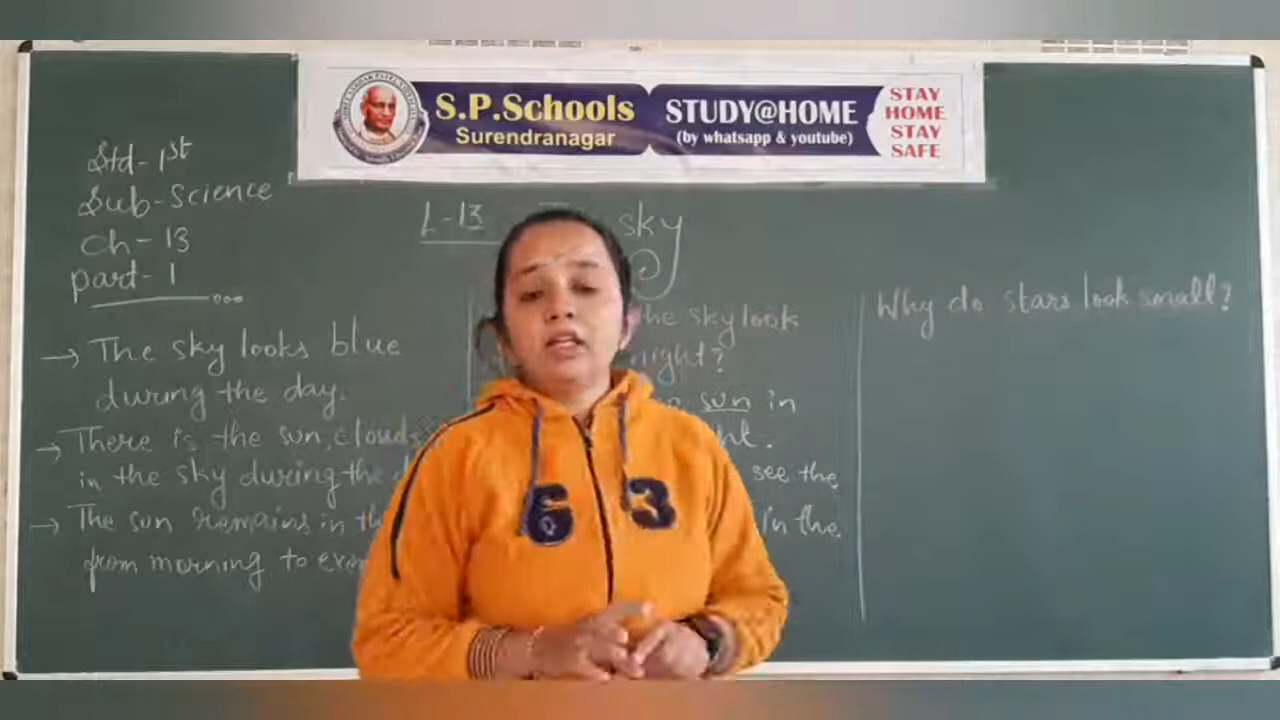 S.P.Schools
Surendranagar
STUDY@HOME
(by whatsapp & youtube)
STAY
HOME
STAY
SAFE
Std-1st
Sub-Science
Ch-13
part-1
L-13 sky
→ The sky looks blue
during the day.
→ There is the sun, clouds
in the sky during the
→ The sun remains in
from morning to
the sky look
night?
sun in
see the
in the
Why do stars look small?
63